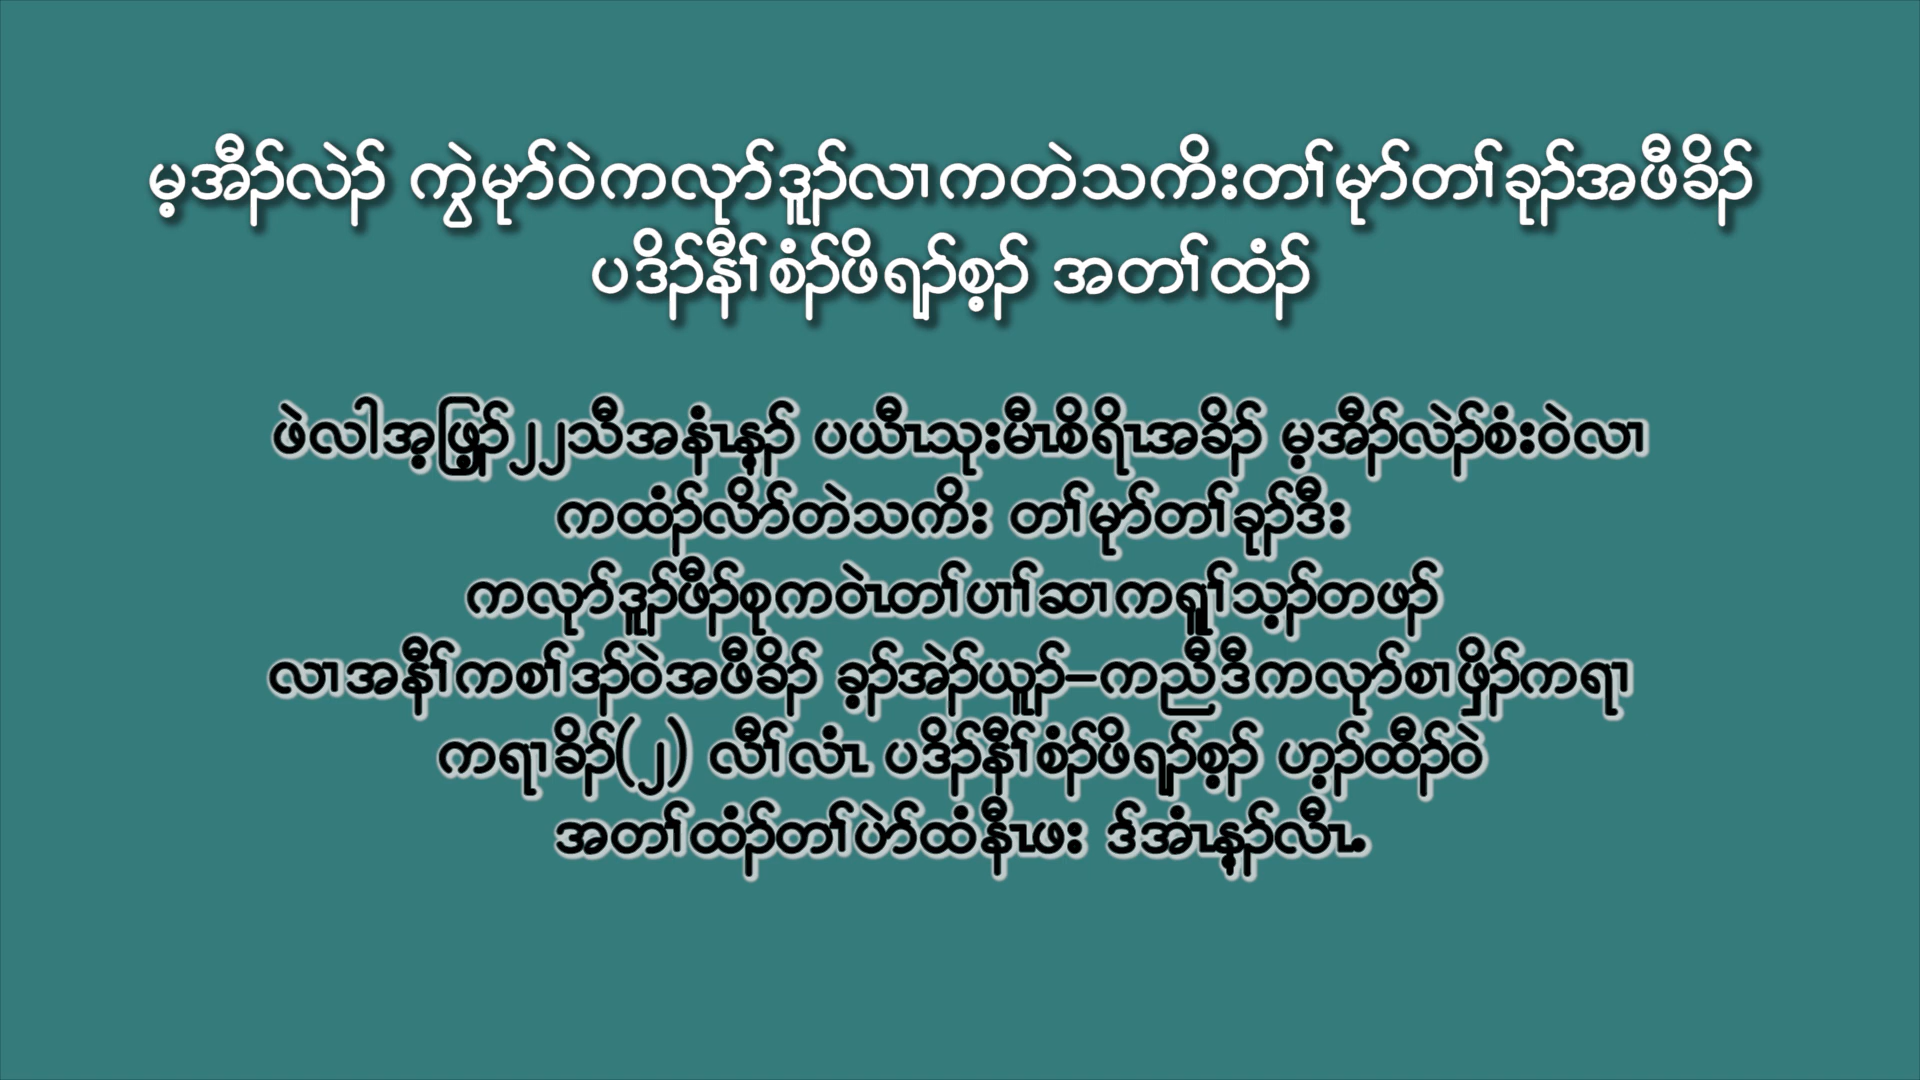 မ့အီၣ်လဲၣ် ကွဲမုာ်ဝဲကလုာ်ဒူၣ်လၢကတဲသကိးတၢ်မုာ်တၢ်ခုၣ်အဖီခိၣ်
ပဒိၣ်နီၢ်စံၣ်ဖိရၣ်စ့ၣ် အတၢ်ထံၣ်
ဖဲလါအ့ဖြ့ၣ်၂၂သီအနံၤန့ၣ် ပယီၤသုးမီၤစိရိၤအခိၣ် မ့အီၣ်လဲၣ်စံးဝဲလၢ
ကထံၣ်လိာ်တဲသကိး တၢ်မုာ်တၢ်ခုၣ်ဒီး
ကလုာ်ဒူၣ်ဖီၣ်စုကဝဲၤတၢ်ပၢၢ်ဆၢကရူၢ်သ့ၣ်တဖၣ်
လၢအနီၢ်ကစၢ်ဒၣ်ဝဲအဖီခိၣ် ခ့ၣ်အဲၣ်ယူၣ်–ကညီဒီကလုာ်စၢဖှိၣ်ကရၢ
ကရၢခိၣ်(၂) လီၢ်လံၤ ပဒိၣ်နီၢ်စံၣ်ဖိရၣ်စ့ၣ် ဟ့ၣ်ထီၣ်ဝဲ
အတၢ်ထံၣ်တၢ်ပဲာ်ထံနီၤဖး ဒ်အံၤန့ၣ်လီၤ.